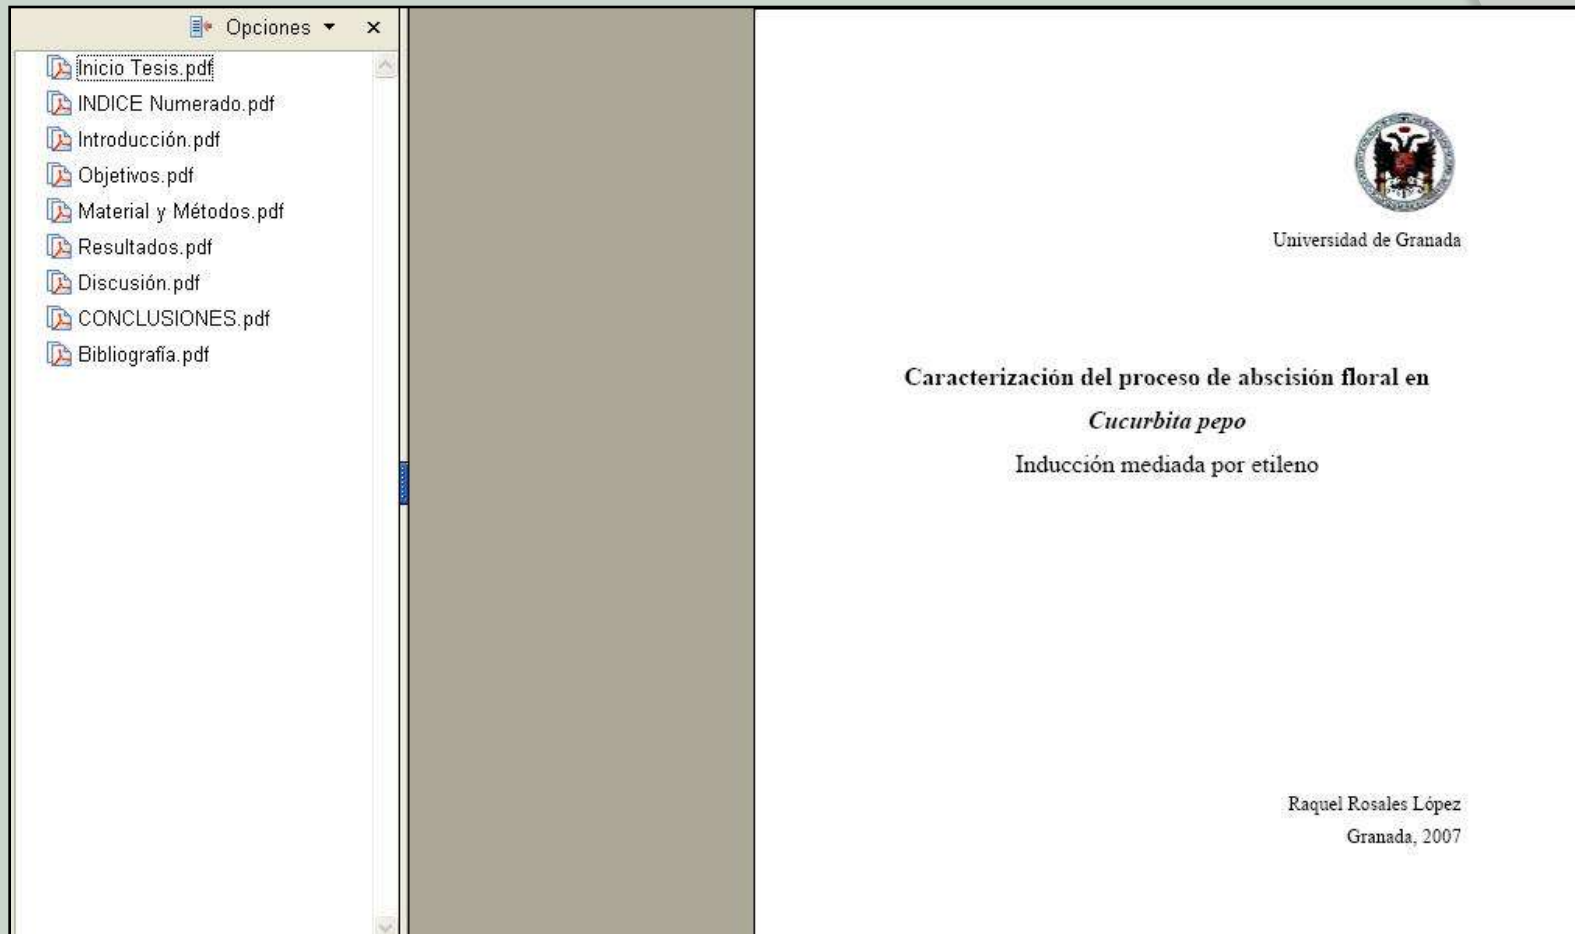 Opciones
Inicio Tesis.pdf
INDICE Numerado.pdf
Introducción.pdf
Objetivos.pdf
Material y Métodos.pdf
Resultados.pdf
Discusión.pdf
CONCLUSIONES.pdf
Bibliografía.pdf
Universidad de Granada
Caracterización del proceso de abscisión floral en
Cucurbita pepo
Inducción mediada por etileno
Raquel Rosales López
Granada, 2007